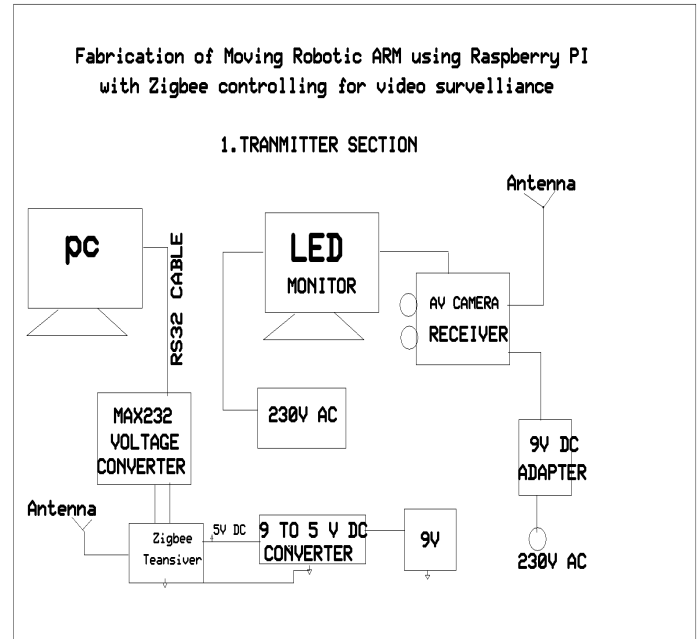 Fabrication of Moving Robotic ARM using Raspberry PI
with Zigbee controlling for video survelliance
1.TRANMITTER SECTION
Antenna
pc
RS32 CABLE
LED
MONITOR
AV CAMERA
RECEIVER
MAX232
VOLTAGE
CONVERTER
230V AC
9V DC
ADAPTER
230V AC
Antenna
Zigbee
Teansiver
5V DC
9 TO 5 V DC
CONVERTER
9V